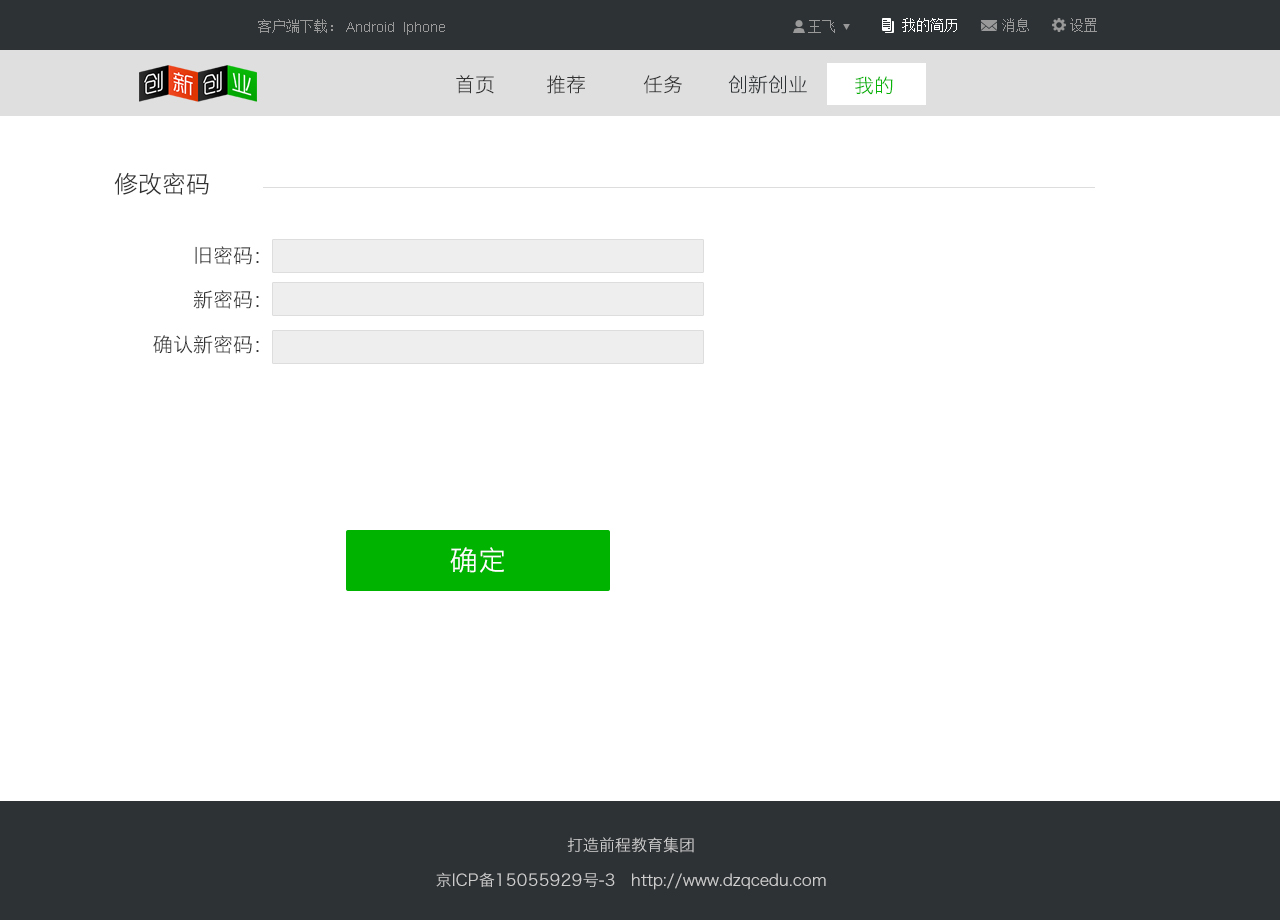 客户端下载： Android Iphone 王飞 ▼ 我的简历 消息 设置
创新创业 首页 推荐 任务 创新创业 我的
修改密码
旧密码：
新密码：
确认新密码：
确定
打造前程教育集团
京ICP备15055929号-3 http://www.dzqcedu.com